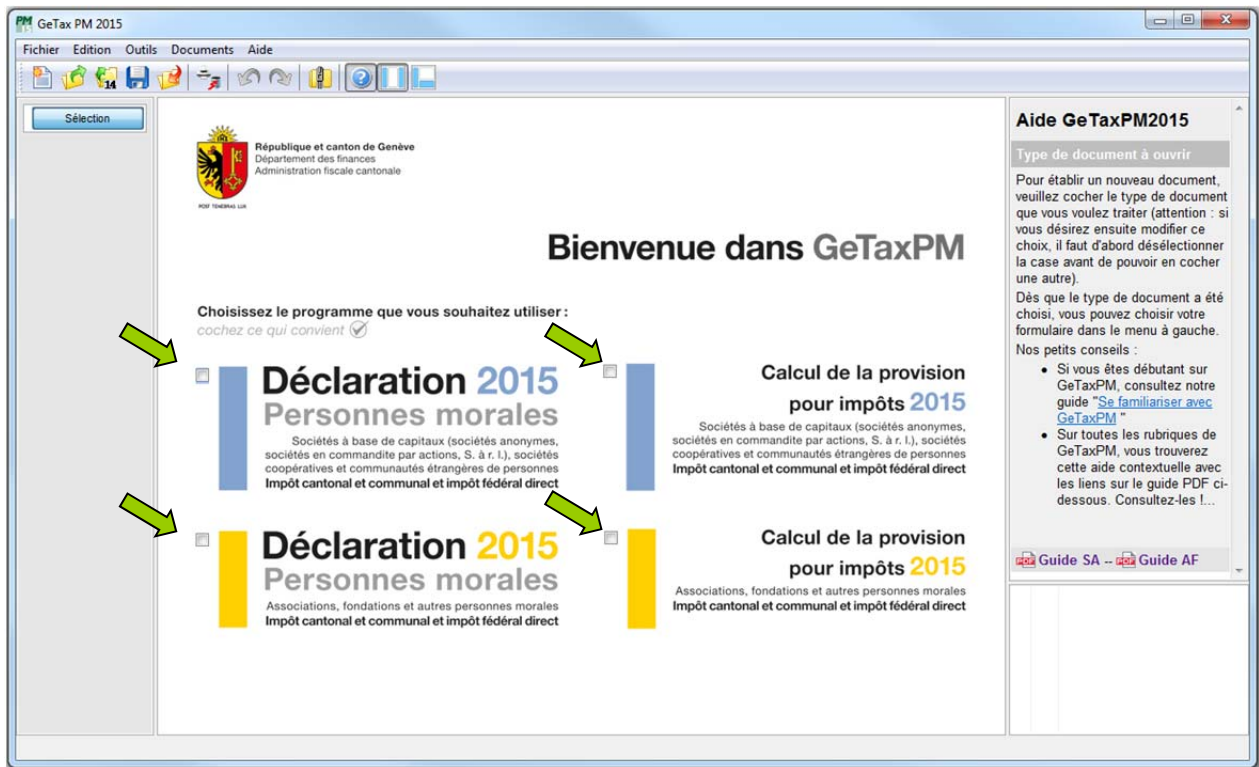 GeTax PM 2015
Fichier Edition Outils Documents Aide
14
Sélection
République et canton de Genève
Département des finances
Administration fiscale cantonale
POST TENEBRAS LUX
Bienvenue dans GeTaxPM
Choisissez le programme que vous souhaitez utiliser :
cochez ce qui convient
Déclaration 2015
Personnes morales
Sociétés à base de capitaux (sociétés anonymes,
sociétés en commandite par actions, S. à r. l.), sociétés
coopératives et communautés étrangères de personnes
Impôt cantonal et communal et impôt fédéral direct
Calcul de la provision
pour impôts 2015
Sociétés à base de capitaux (sociétés anonymes,
sociétés en commandite par actions, S. à r. l.), sociétés
coopératives et communautés étrangères de personnes
Impôt cantonal et communal et impôt fédéral direct
Déclaration 2015
Personnes morales
Associations, fondations et autres personnes morales
Impôt cantonal et communal et impôt fédéral direct
Calcul de la provision
pour impôts 2015
Associations, fondations et autres personnes morales
Impôt cantonal et communal et impôt fédéral direct
Aide GeTaxPM2015
Type de document à ouvrir
Pour établir un nouveau document,
veuillez cocher le type de document
que vous voulez traiter (attention : si
vous désirez ensuite modifier ce
choix, il faut d'abord désélectionner
la case avant de pouvoir en cocher
une autre).
Dès que le type de document a été
choisi, vous pouvez choisir votre
formulaire dans le menu à gauche.
Nos petits conseils :
• Si vous êtes débutant sur
GeTaxPM, consultez notre
guide "Se familiariser avec
GeTaxPM "
• Sur toutes les rubriques de
GeTaxPM, vous trouverez
cette aide contextuelle avec
les liens sur le guide PDF ci-
dessous. Consultez-les !...
PDF Guide SA -- PDF Guide AF